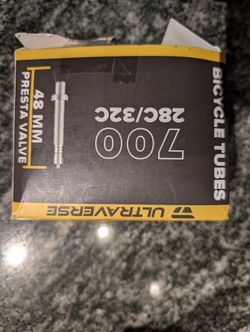 BICYCLE TUBES
700
28C/32C
48 MM
PRESTA VALVE
ULTRAVERSE